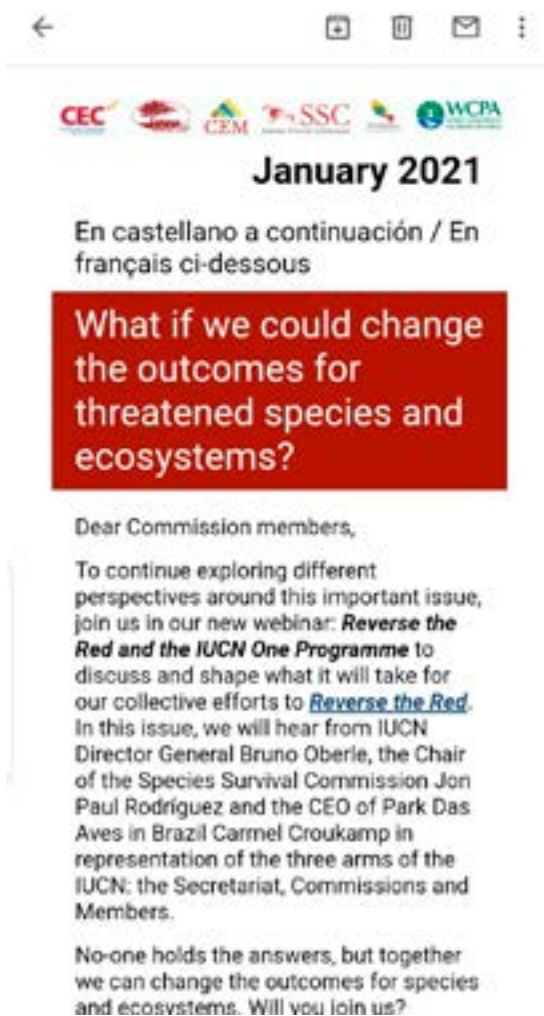 CEC
CEM
SSC
WCPA
January 2021
En castellano a continuación / En
français ci-dessous
What if we could change
the outcomes for
threatened species and
ecosystems?
Dear Commission members,
To continue exploring different
perspectives around this important issue,
join us in our new webinar: Reverse the
Red and the IUCN One Programme to
discuss and shape what it will take for
our collective efforts to Reverse the Red.
In this issue, we will hear from IUCN
Director General Bruno Oberle, the Chair
of the Species Survival Commission Jon
Paul Rodríguez and the CEO of Park Das
Aves in Brazil Carmel Croukamp in
representation of the three arms of the
IUCN: the Secretariat, Commissions and
Members.
No-one holds the answers, but together
we can change the outcomes for species
and ecosystems. Will you join us?